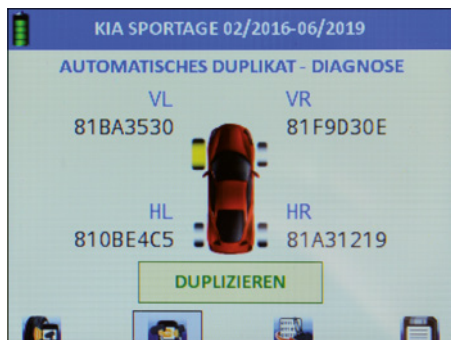 KIA SPORTAGE 02/2016-06/2019
AUTOMATISCHES DUPLIKAT - DIAGNOSE
VL VR
81BA3530 81F9D30E
HL HR
810BE4C5 81A31219
DUPLIZIEREN